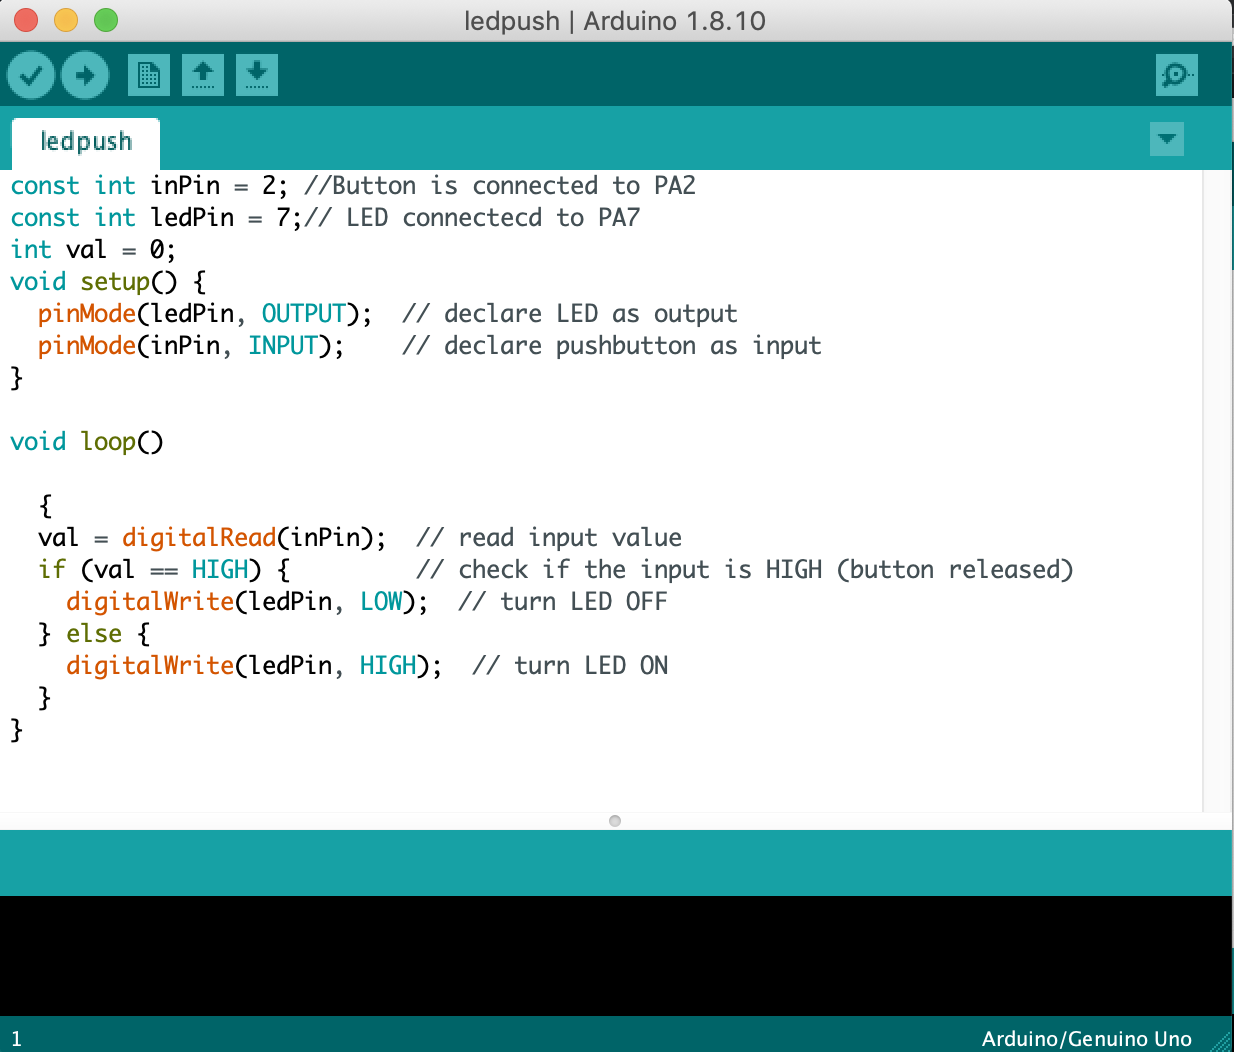 ledpush | Arduino 1.8.10
ledpush
const int inPin = 2; //Button is connected to PA2
const int ledPin = 7;// LED connectecd to PA7
int val = 0;
void setup() {
  pinMode(ledPin, OUTPUT);  // declare LED as output
  pinMode(inPin, INPUT);    // declare pushbutton as input
}
void loop()
  {
  val = digitalRead(inPin);  // read input value
  if (val == HIGH) {         // check if the input is HIGH (button released)
    digitalWrite(ledPin, LOW);  // turn LED OFF
  } else {
    digitalWrite(ledPin, HIGH);  // turn LED ON
  }
}
1
Arduino/Genuino Uno